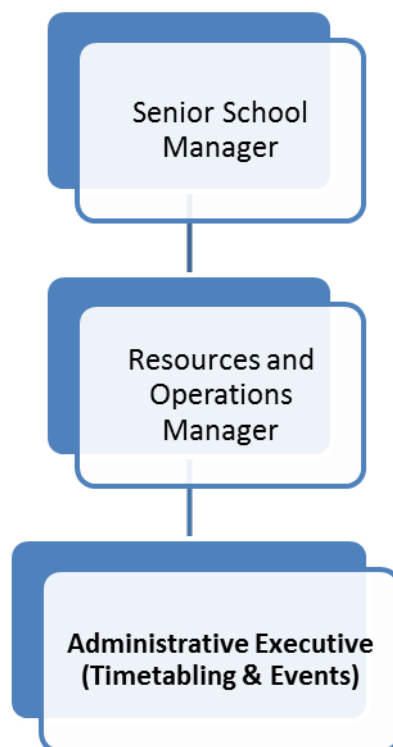 Senior School
Manager
Resources and
Operations
Manager
Administrative Executive
(Timetabling & Events)